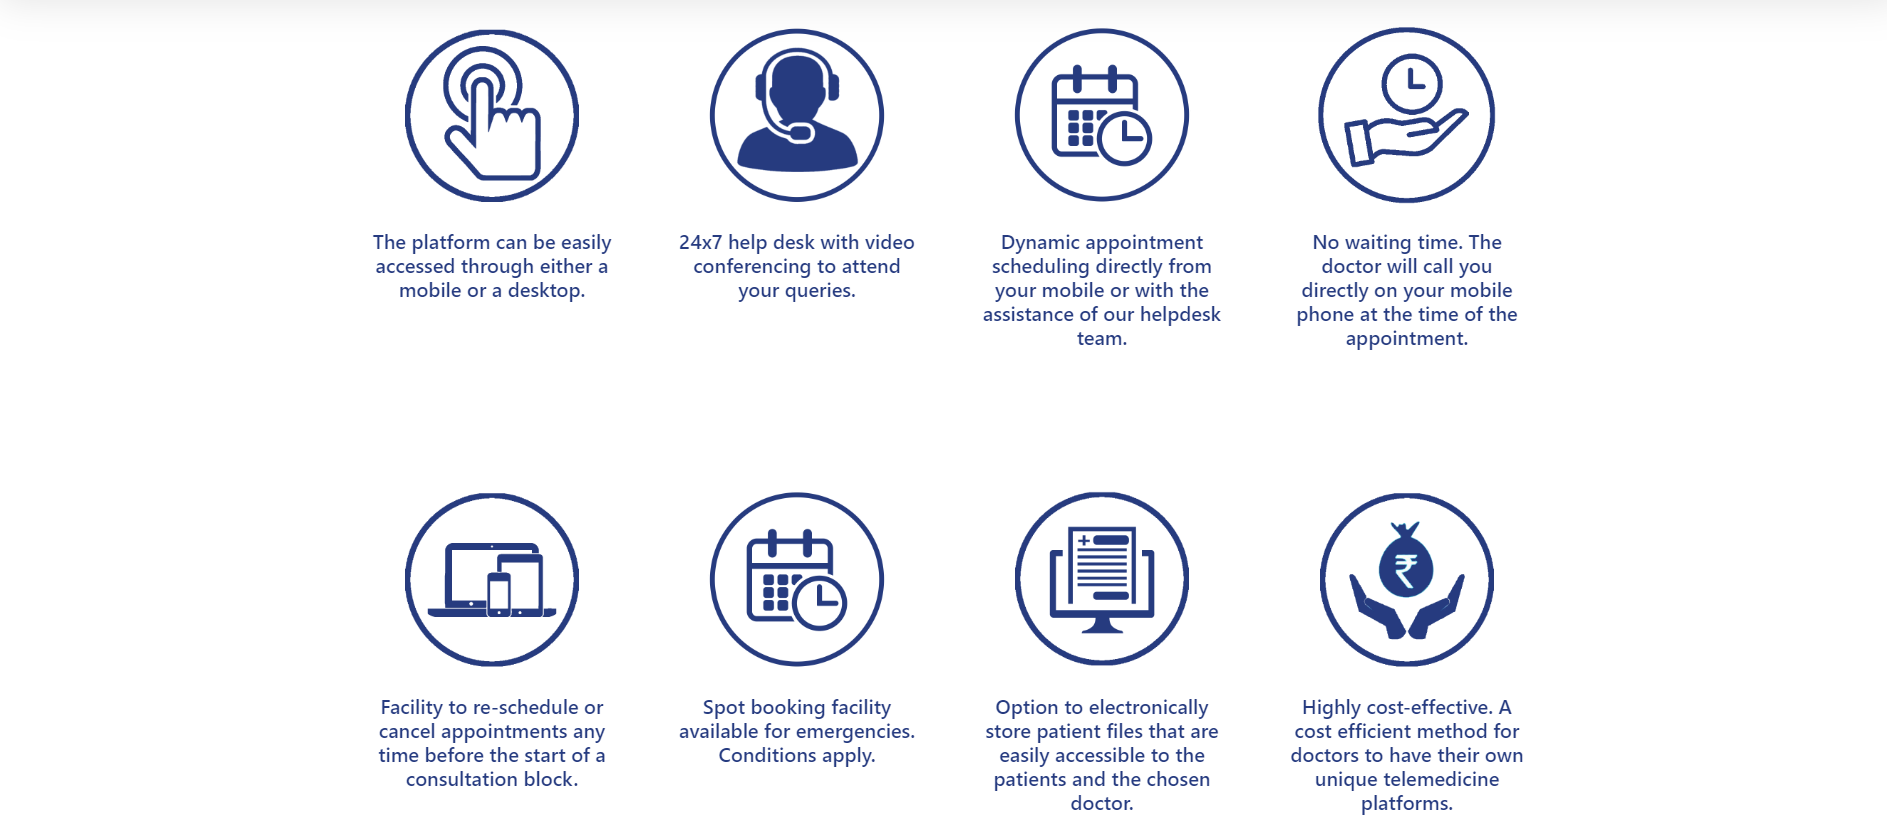 The platform can be easily
accessed through either a
mobile or a desktop.
24x7 help desk with video
conferencing to attend
your queries.
Dynamic appointment
scheduling directly from
your mobile or with the
assistance of our helpdesk
team.
No waiting time. The
doctor will call you
directly on your mobile
phone at the time of the
appointment.
₹
Facility to re-schedule or
cancel appointments any
time before the start of a
consultation block.
Spot booking facility
available for emergencies.
Conditions apply.
Option to electronically
store patient files that are
easily accessible to the
patients and the chosen
doctor.
Highly cost-effective. A
cost efficient method for
doctors to have their own
unique telemedicine
platforms.